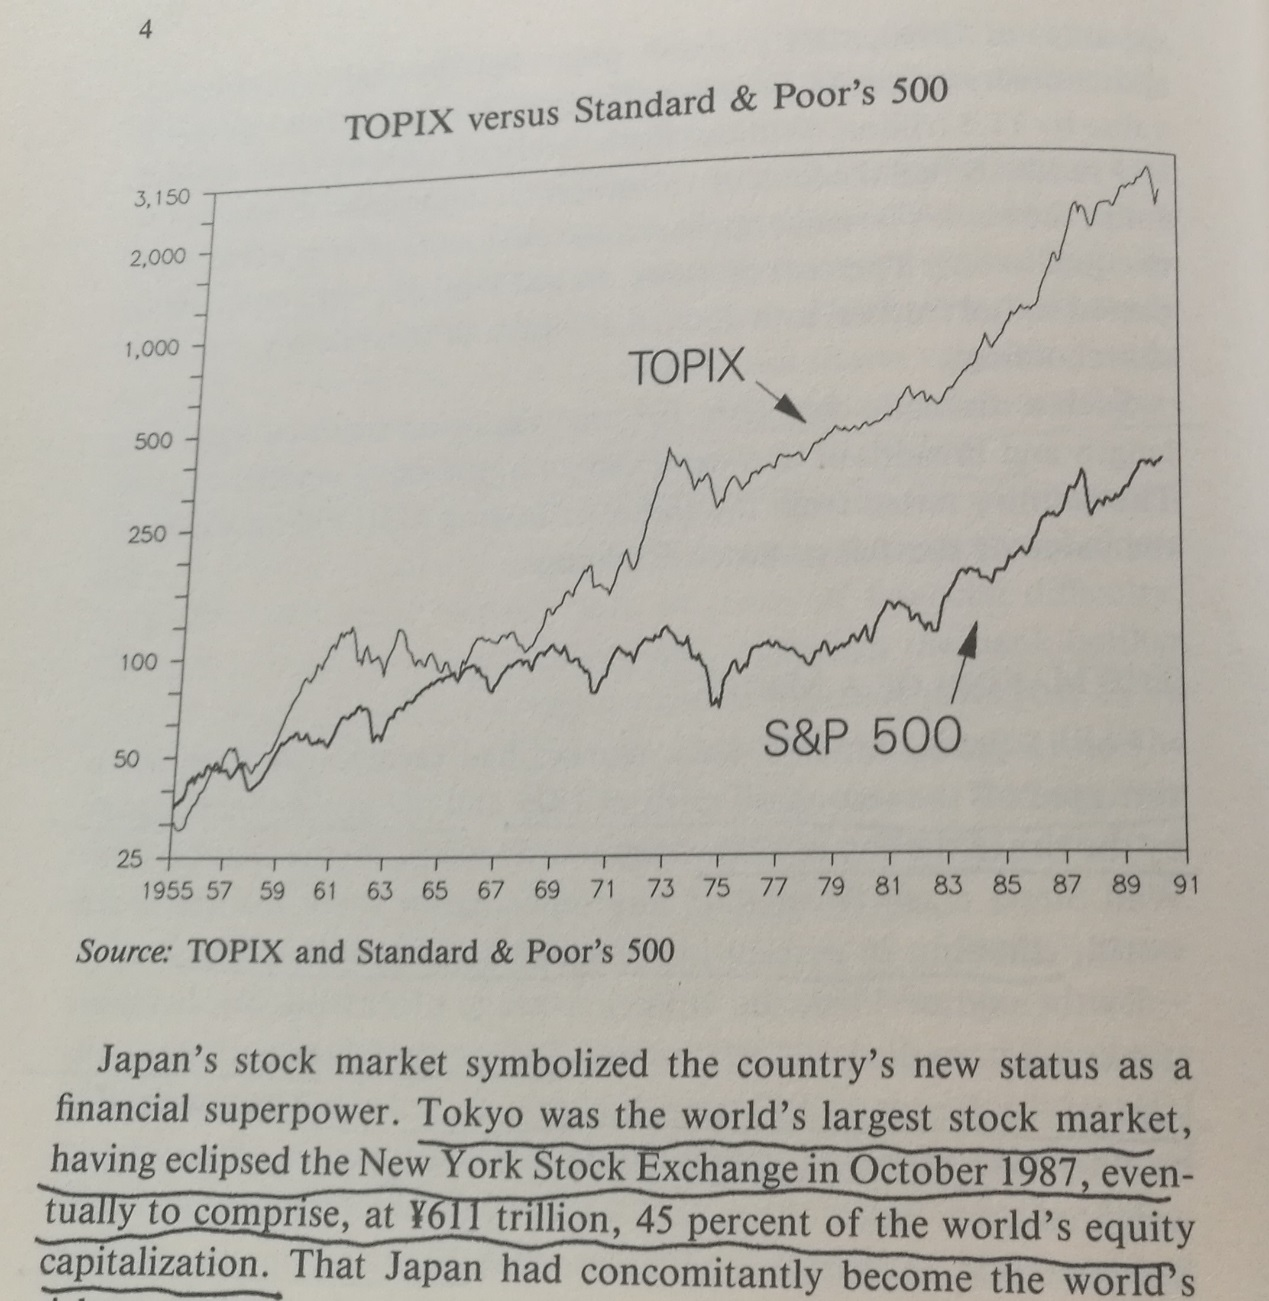 4
TOPIX versus Standard & Poor's 500
3,150
2,000
1,000
500
250
100
50
25
TOPIX
S&P 500
1955 57 59 61 63 65 67 69 71 73 75 77 79 81 83 85 87 89 91
Source: TOPIX and Standard & Poor's 500
Japan's stock market symbolized the country's new status as a
financial superpower. Tokyo was the world's largest stock market,
having eclipsed the New York Stock Exchange in October 1987, even-
tually to comprise, at ¥611 trillion, 45 percent of the world's equity
capitalization. That Japan had concomitantly become the world's